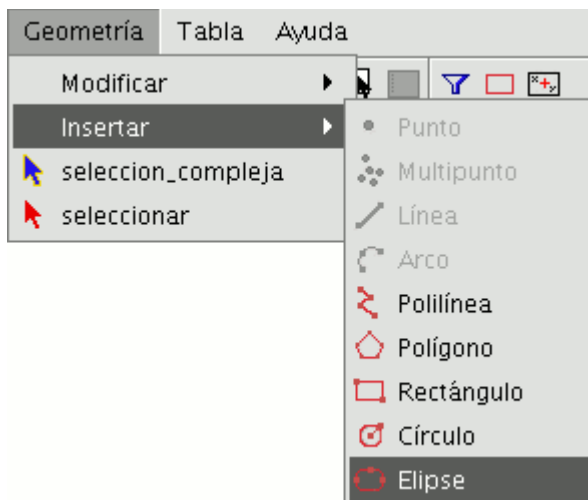 Geometría Tabla Ayuda
Modificar
Insertar
seleccion_compleja
seleccionar
Punto
Multipunto
Línea
Arco
Polilínea
Polígono
Rectángulo
Círculo
Elipse